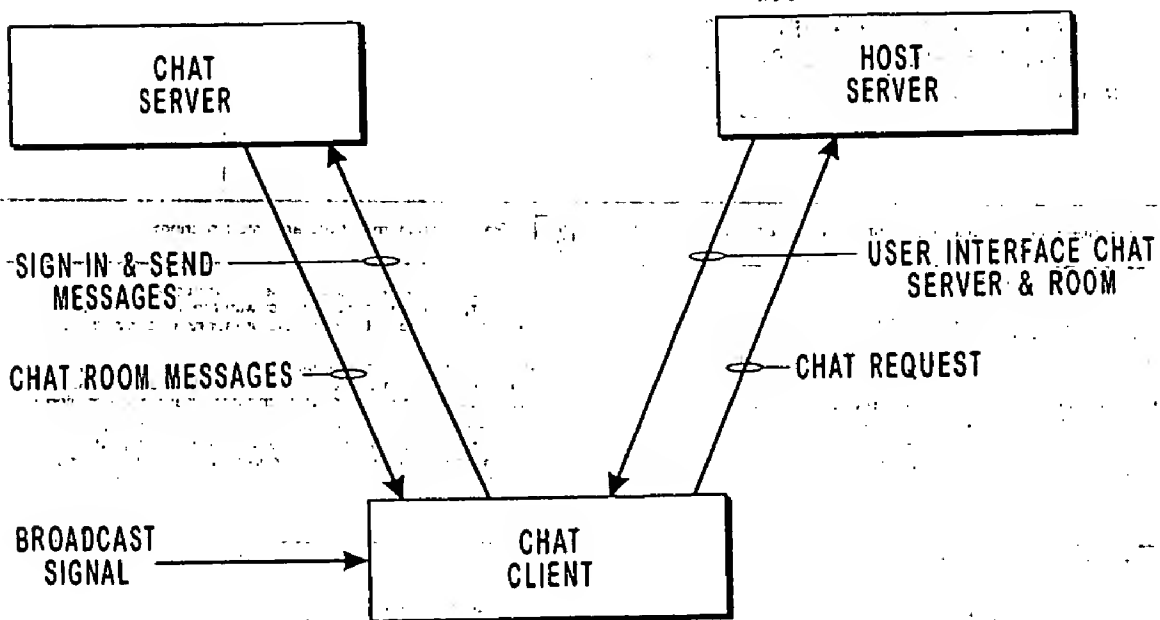 CHAT
SERVER
HOST
SERVER
SIGN-IN & SEND
MESSAGES
USER INTERFACE CHAT
SERVER & ROOM
CHAT ROOM MESSAGES
CHAT REQUEST
BROADCAST
SIGNAL
CHAT
CLIENT